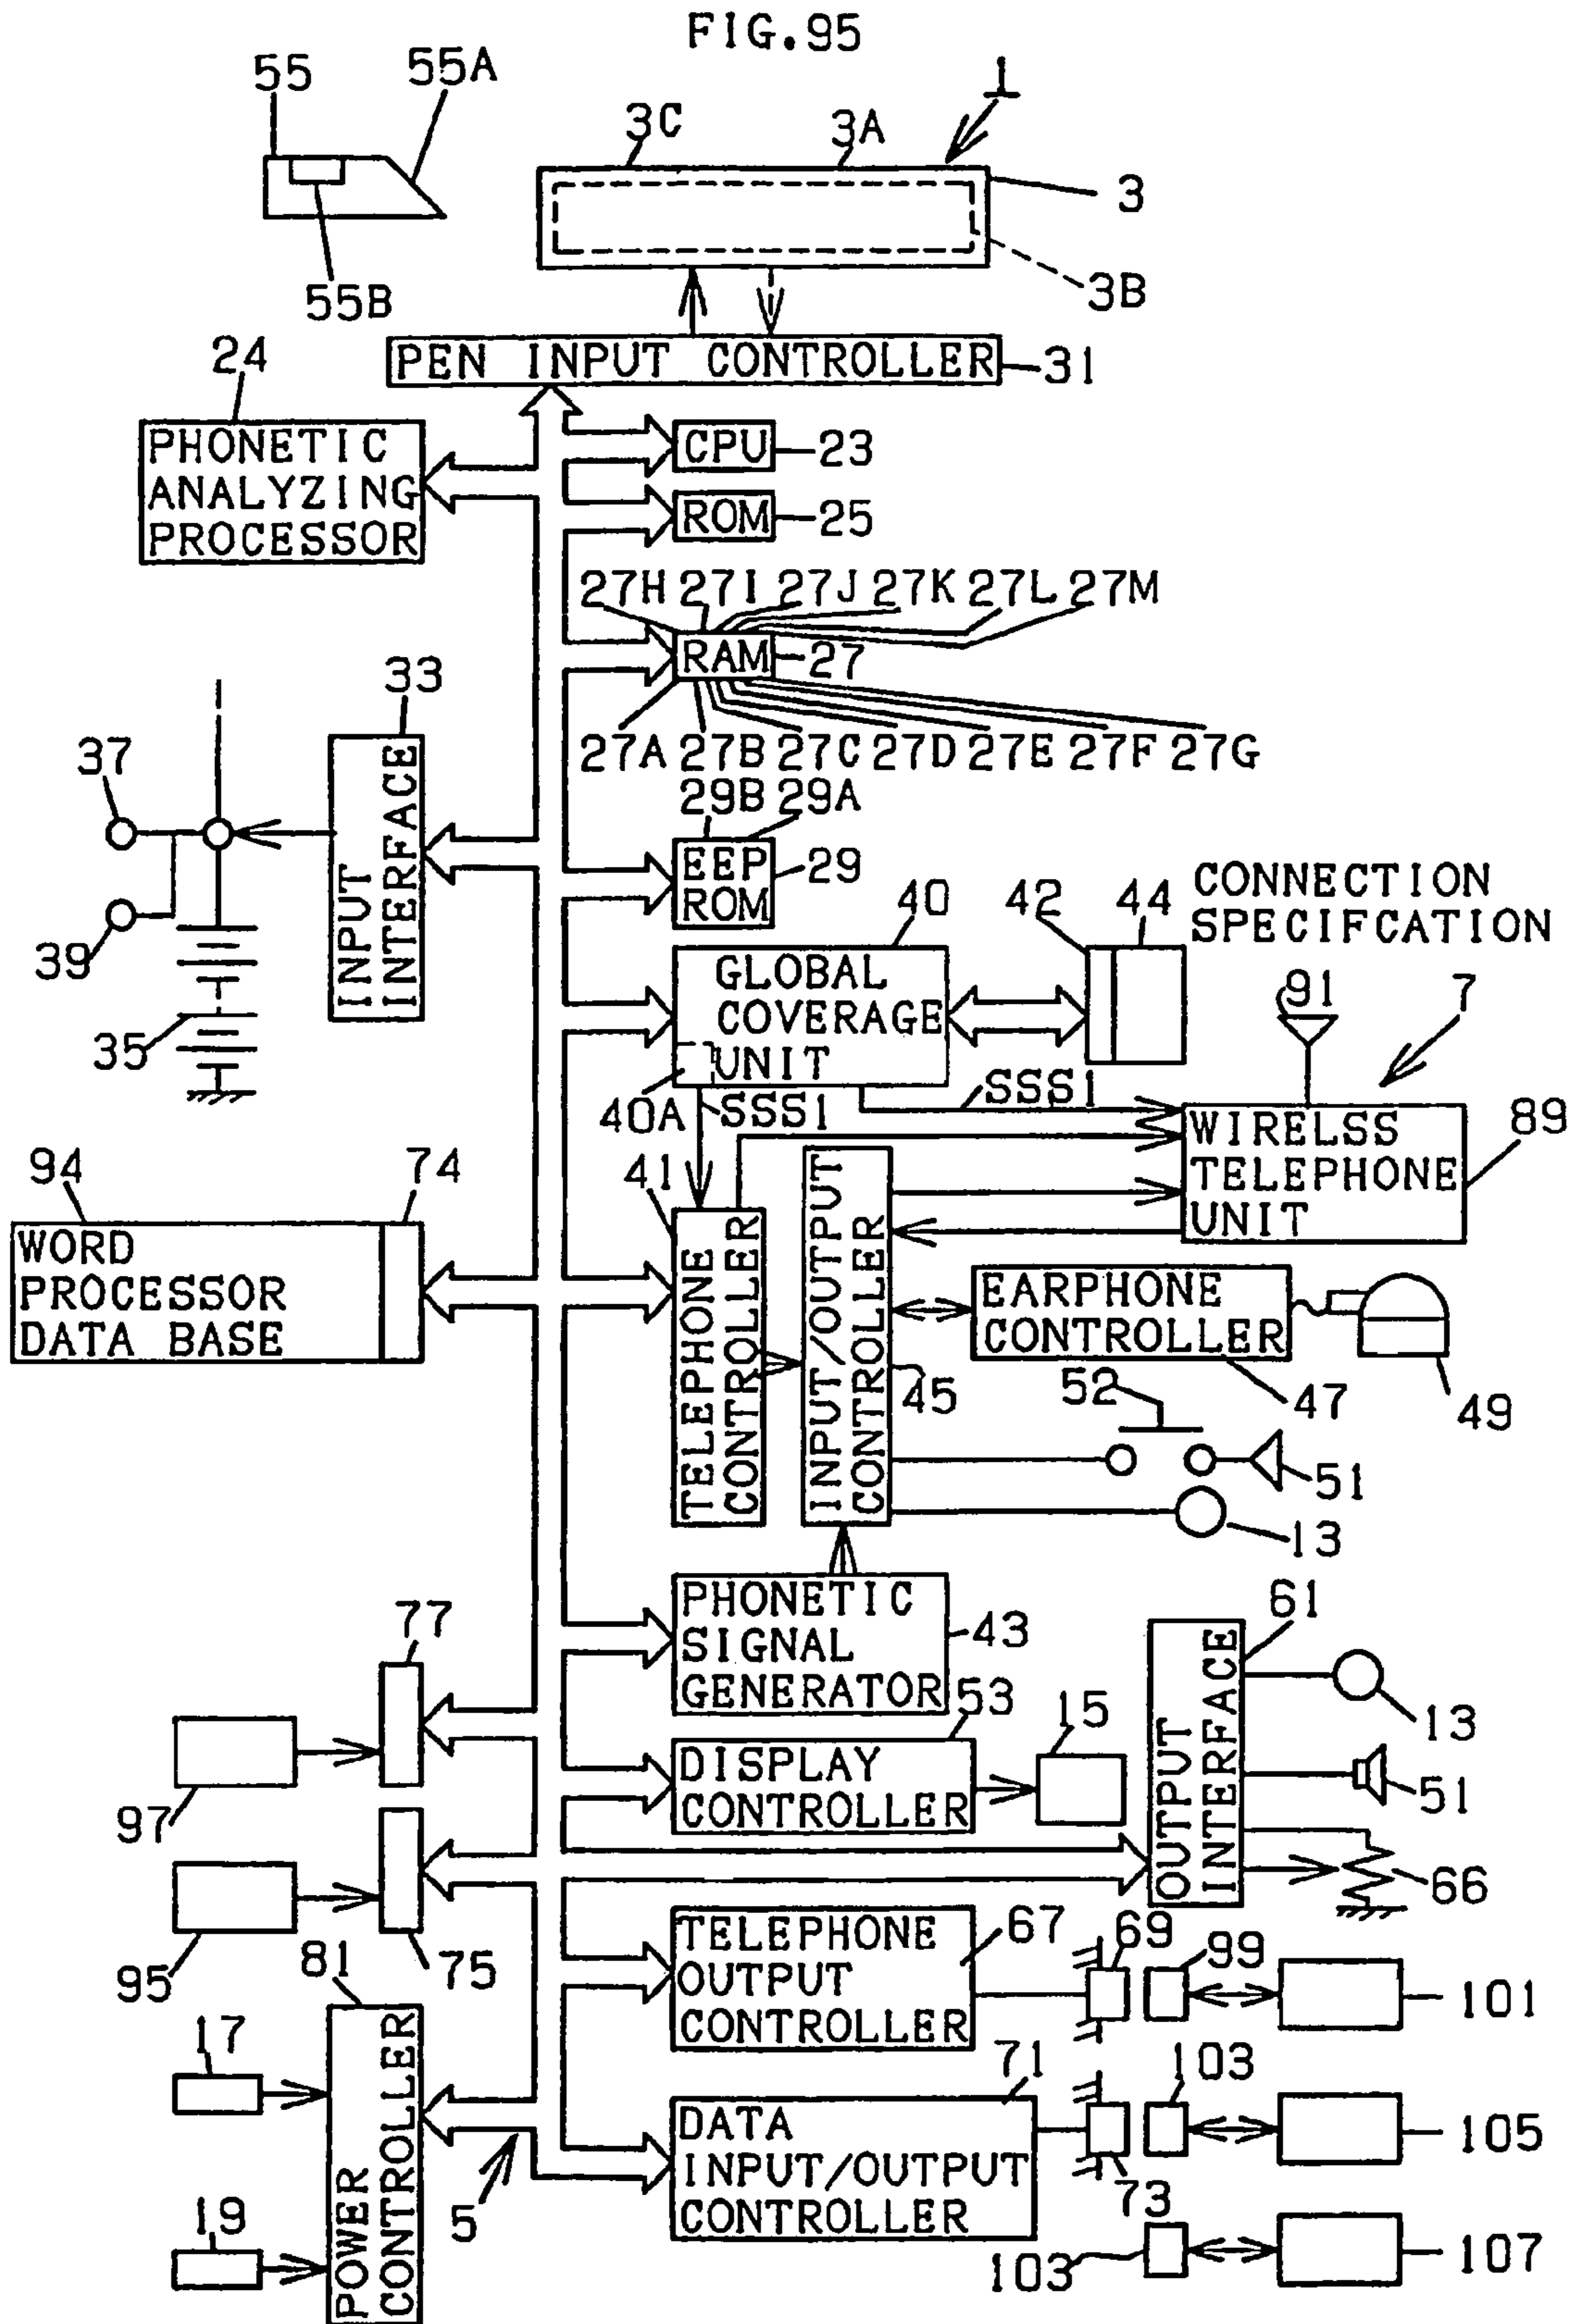 FIG.95
55
55A
1
3C
3A
3
55B
3B
24
PEN INPUT CONTROLLER
31
PHONETIC
ANALYZING
PROCESSOR
CPU
23
ROM
25
27H 27I 27J 27K 27L 27M
RAM
27
33
27A 27B 27C 27D 27E 27F 27G
37
29B 29A
INPUT
INTERFACE
EEP
ROM
29
39
40
42
44
CONNECTION
SPECIFCATION
35
GLOBAL
COVERAGE
UNIT
91
7
40A
SSS1
SSS1
94
74
41
WIRELSS
TELEPHONE
UNIT
89
WORD
PROCESSOR
DATA BASE
TELEPHONE
CONTROLLER
INPUT/OUTPUT
CONTROLLER
45
EARPHONE
CONTROLLER
47
49
52
51
13
77
PHONETIC
SIGNAL
GENERATOR
43
61
97
53
15
OUTPUT
INTERFACE
13
DISPLAY
CONTROLLER
51
66
95
75
81
TELEPHONE
OUTPUT
CONTROLLER
67
69
99
101
17
POWER
CONTROLLER
71
103
DATA
INPUT/OUTPUT
CONTROLLER
73
105
19
5
103
107